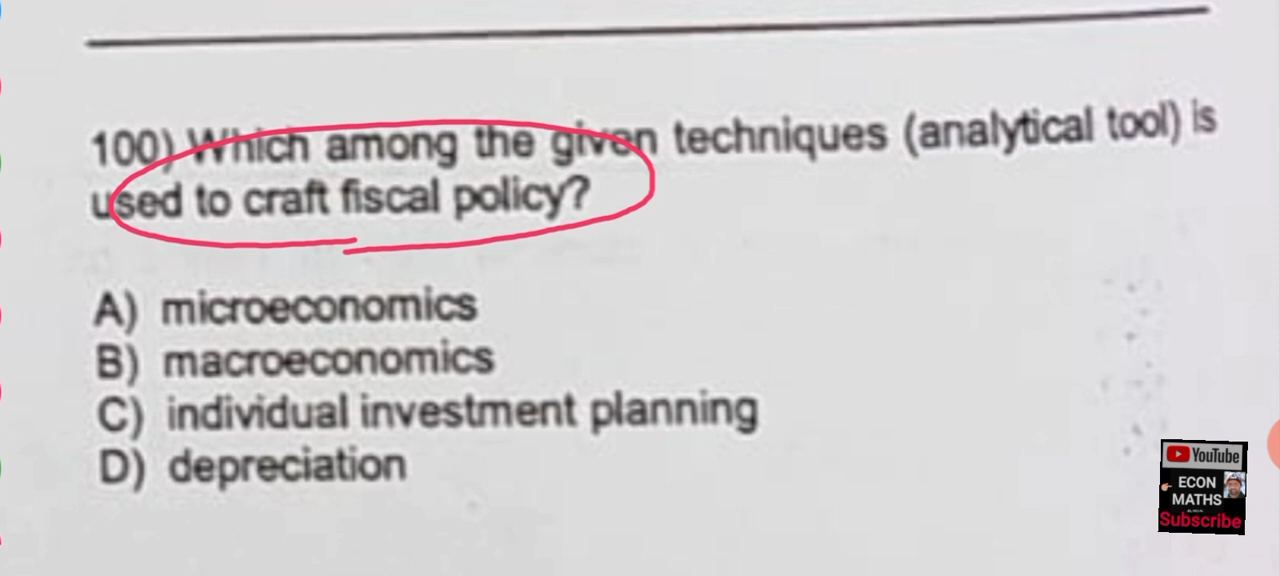 100) Which among the given techniques (analytical tool) is
used to craft fiscal policy?
A) microeconomics
B) macroeconomics
C) individual investment planning
D) depreciation
YouTube
ECON
MATHS
Subscribe